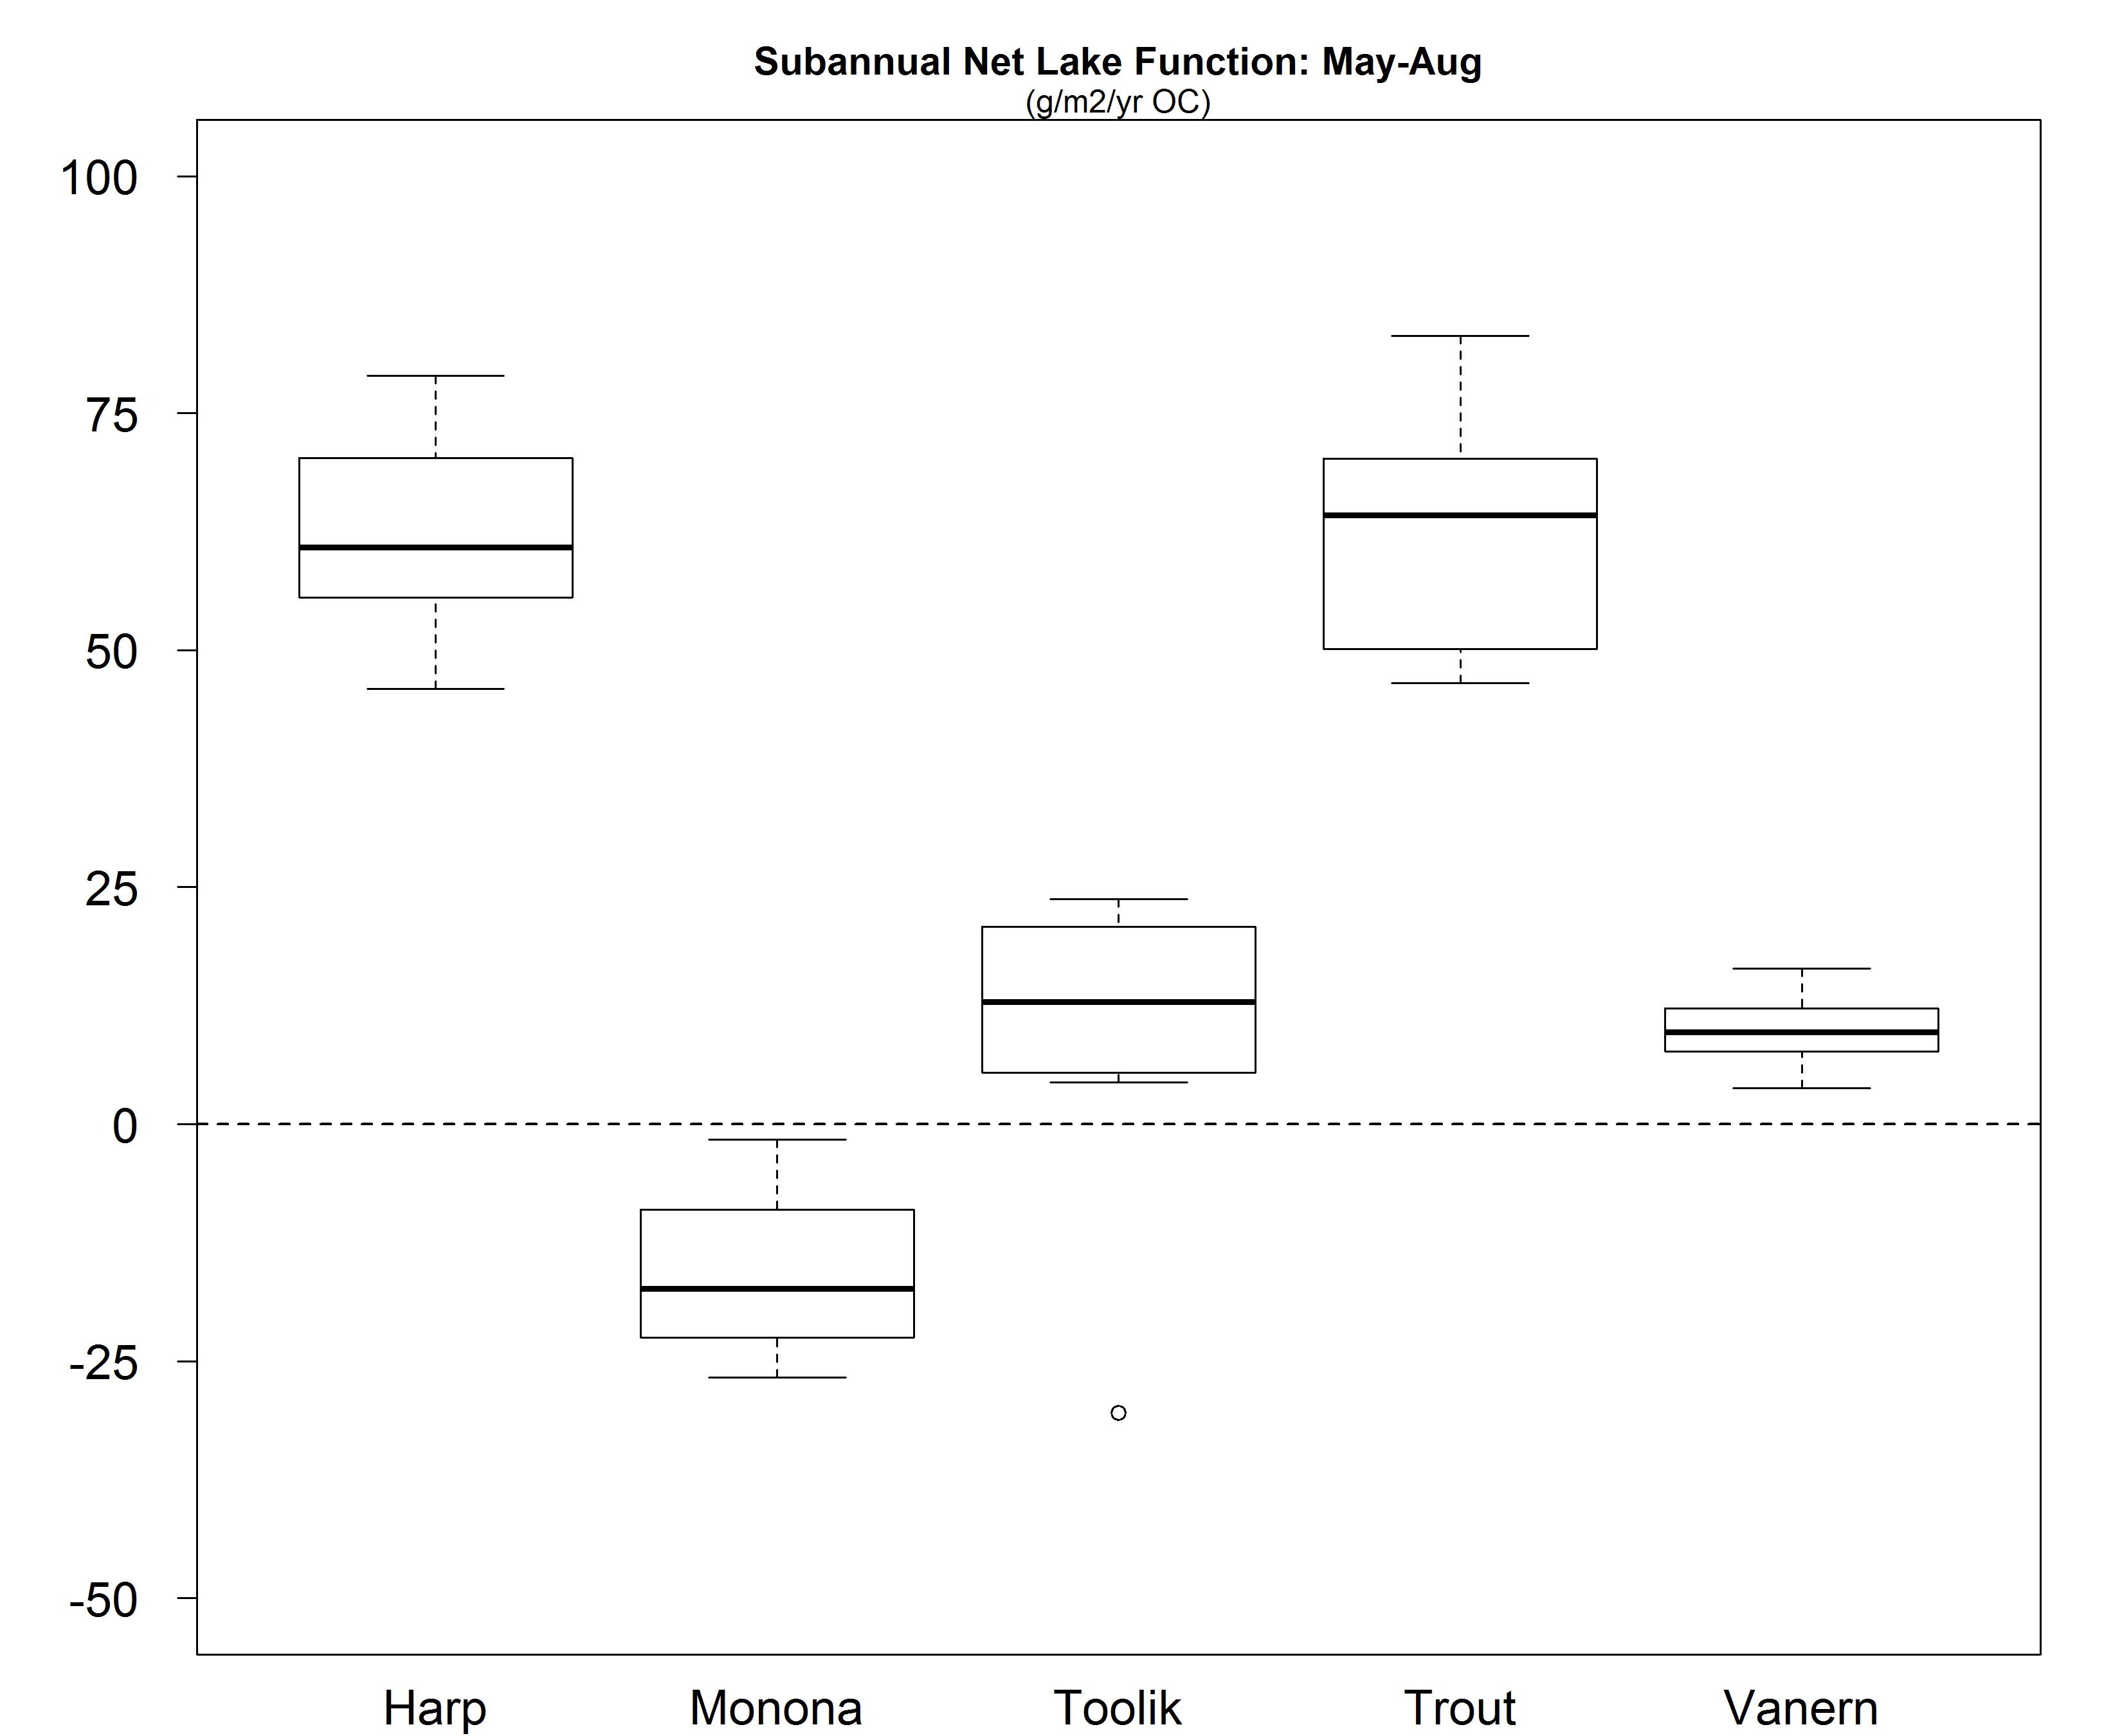 Subannual Net Lake Function: May-Aug
(g/m2/yr OC)
100
75
50
25
0
-25
-50
Harp Monona Toolik Trout Vanern